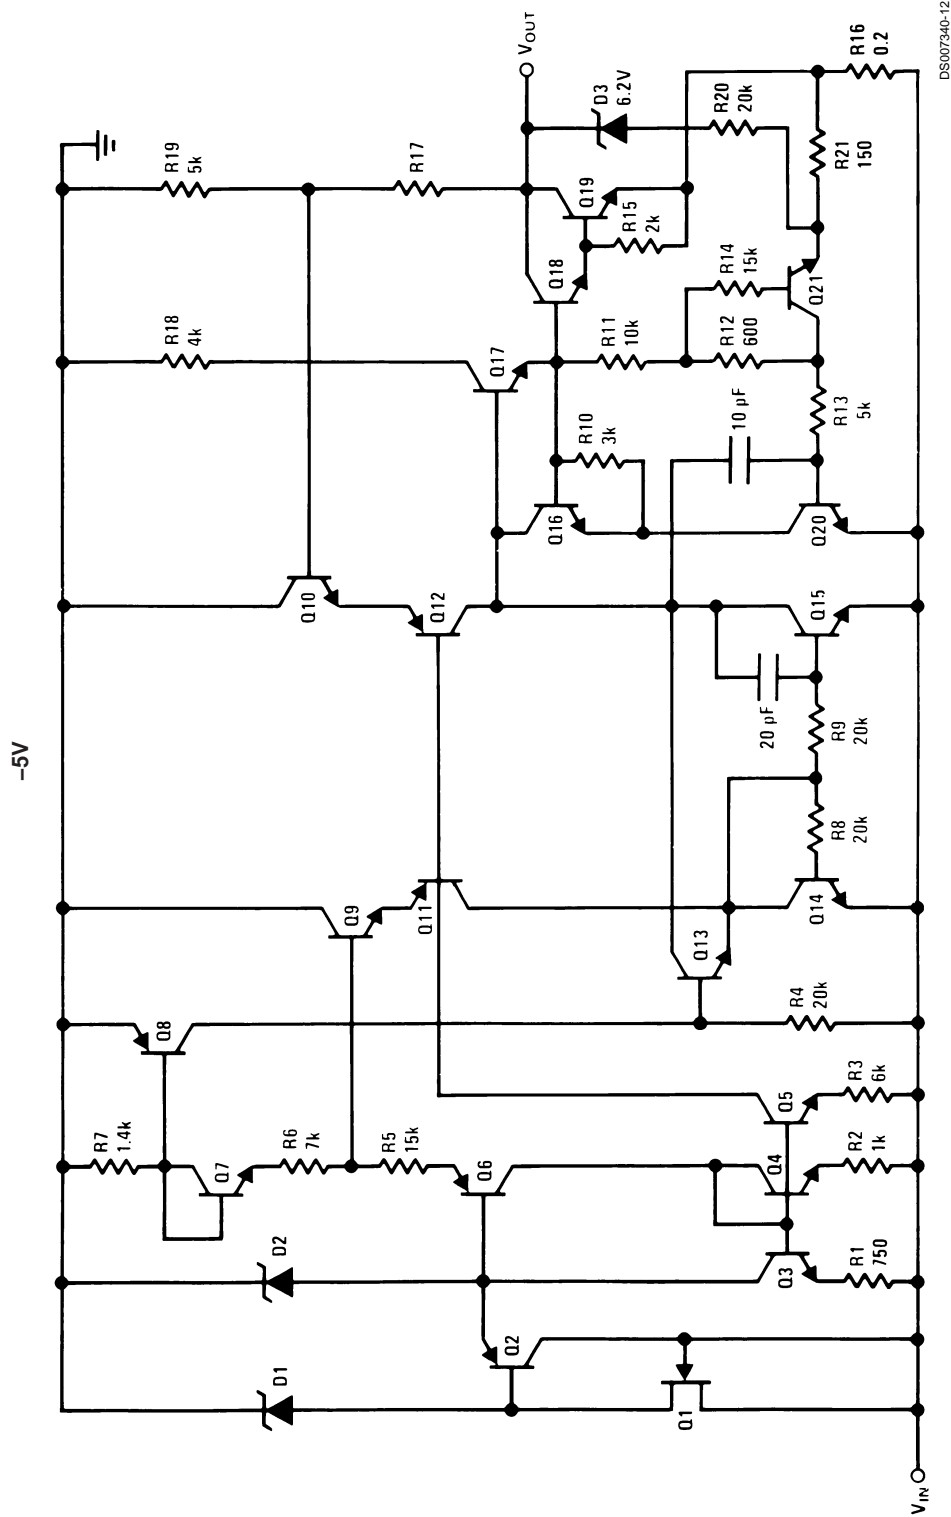 –5V
R7
1.4k
R19
5k
R18
4k
Q8
Q7
R6
7k
Q9
Q10
R17
VOUT
D2
D1
R5
15k
Q6
Q11
Q12
Q17
Q18
Q19
D3
6.2V
R15
2k
R20
20k
R16
0.2
Q2
R10
3k
R11
10k
R14
15k
Q16
R12
600
Q21
R21
150
Q1
Q13
10 pF
R13
5k
Q3
Q4
Q5
R4
20k
20 pF
Q20
R1
750
R2
1k
R3
6k
Q14
R8
20k
R9
20k
Q15
VIN
DS007340-12